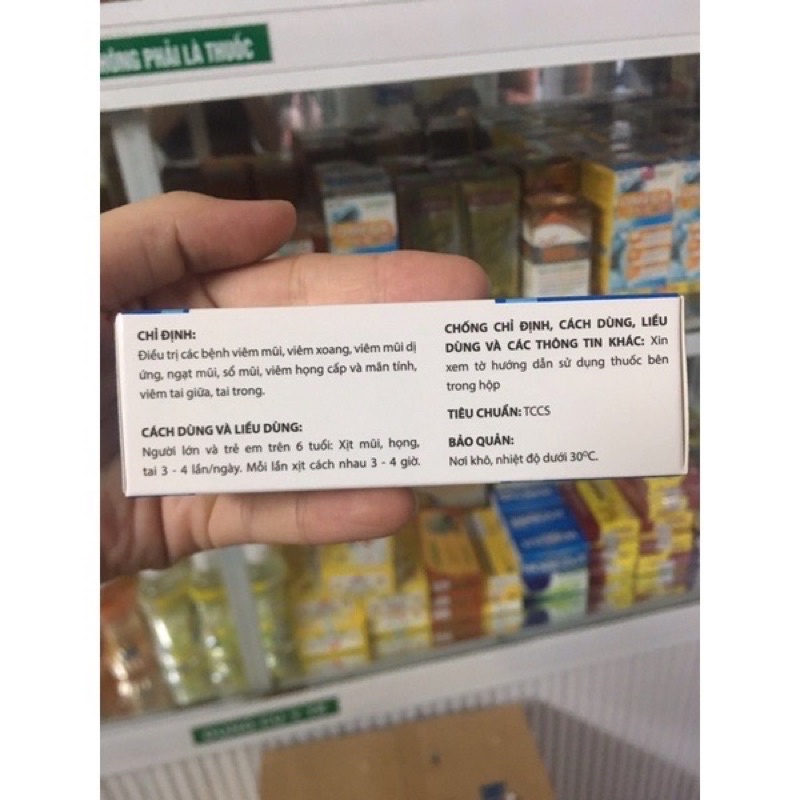 PHẢI LÀ THUỐC
CHỈ ĐỊNH:
Điều trị các bệnh viêm mũi, viêm xoang, viêm mũi dị
ứng, ngạt mũi, sổ mũi, viêm họng cấp và mãn tính,
viêm tai giữa, tai trong.
CÁCH DÙNG VÀ LIỀU DÙNG:
Người lớn và trẻ em trên 6 tuổi: Xịt mũi, họng,
tai 3 - 4 lần/ngày. Mỗi lần xịt cách nhau 3 - 4 giờ.
CHỐNG CHỈ ĐỊNH, CÁCH DÙNG, LIỀU
DÙNG VÀ CÁC THÔNG TIN KHÁC: Xin
xem tờ hướng dẫn sử dụng thuốc bên
trong hộp
TIÊU CHUẨN: TCCS
BẢO QUẢN:
Nơi khô, nhiệt độ dưới 30°C.